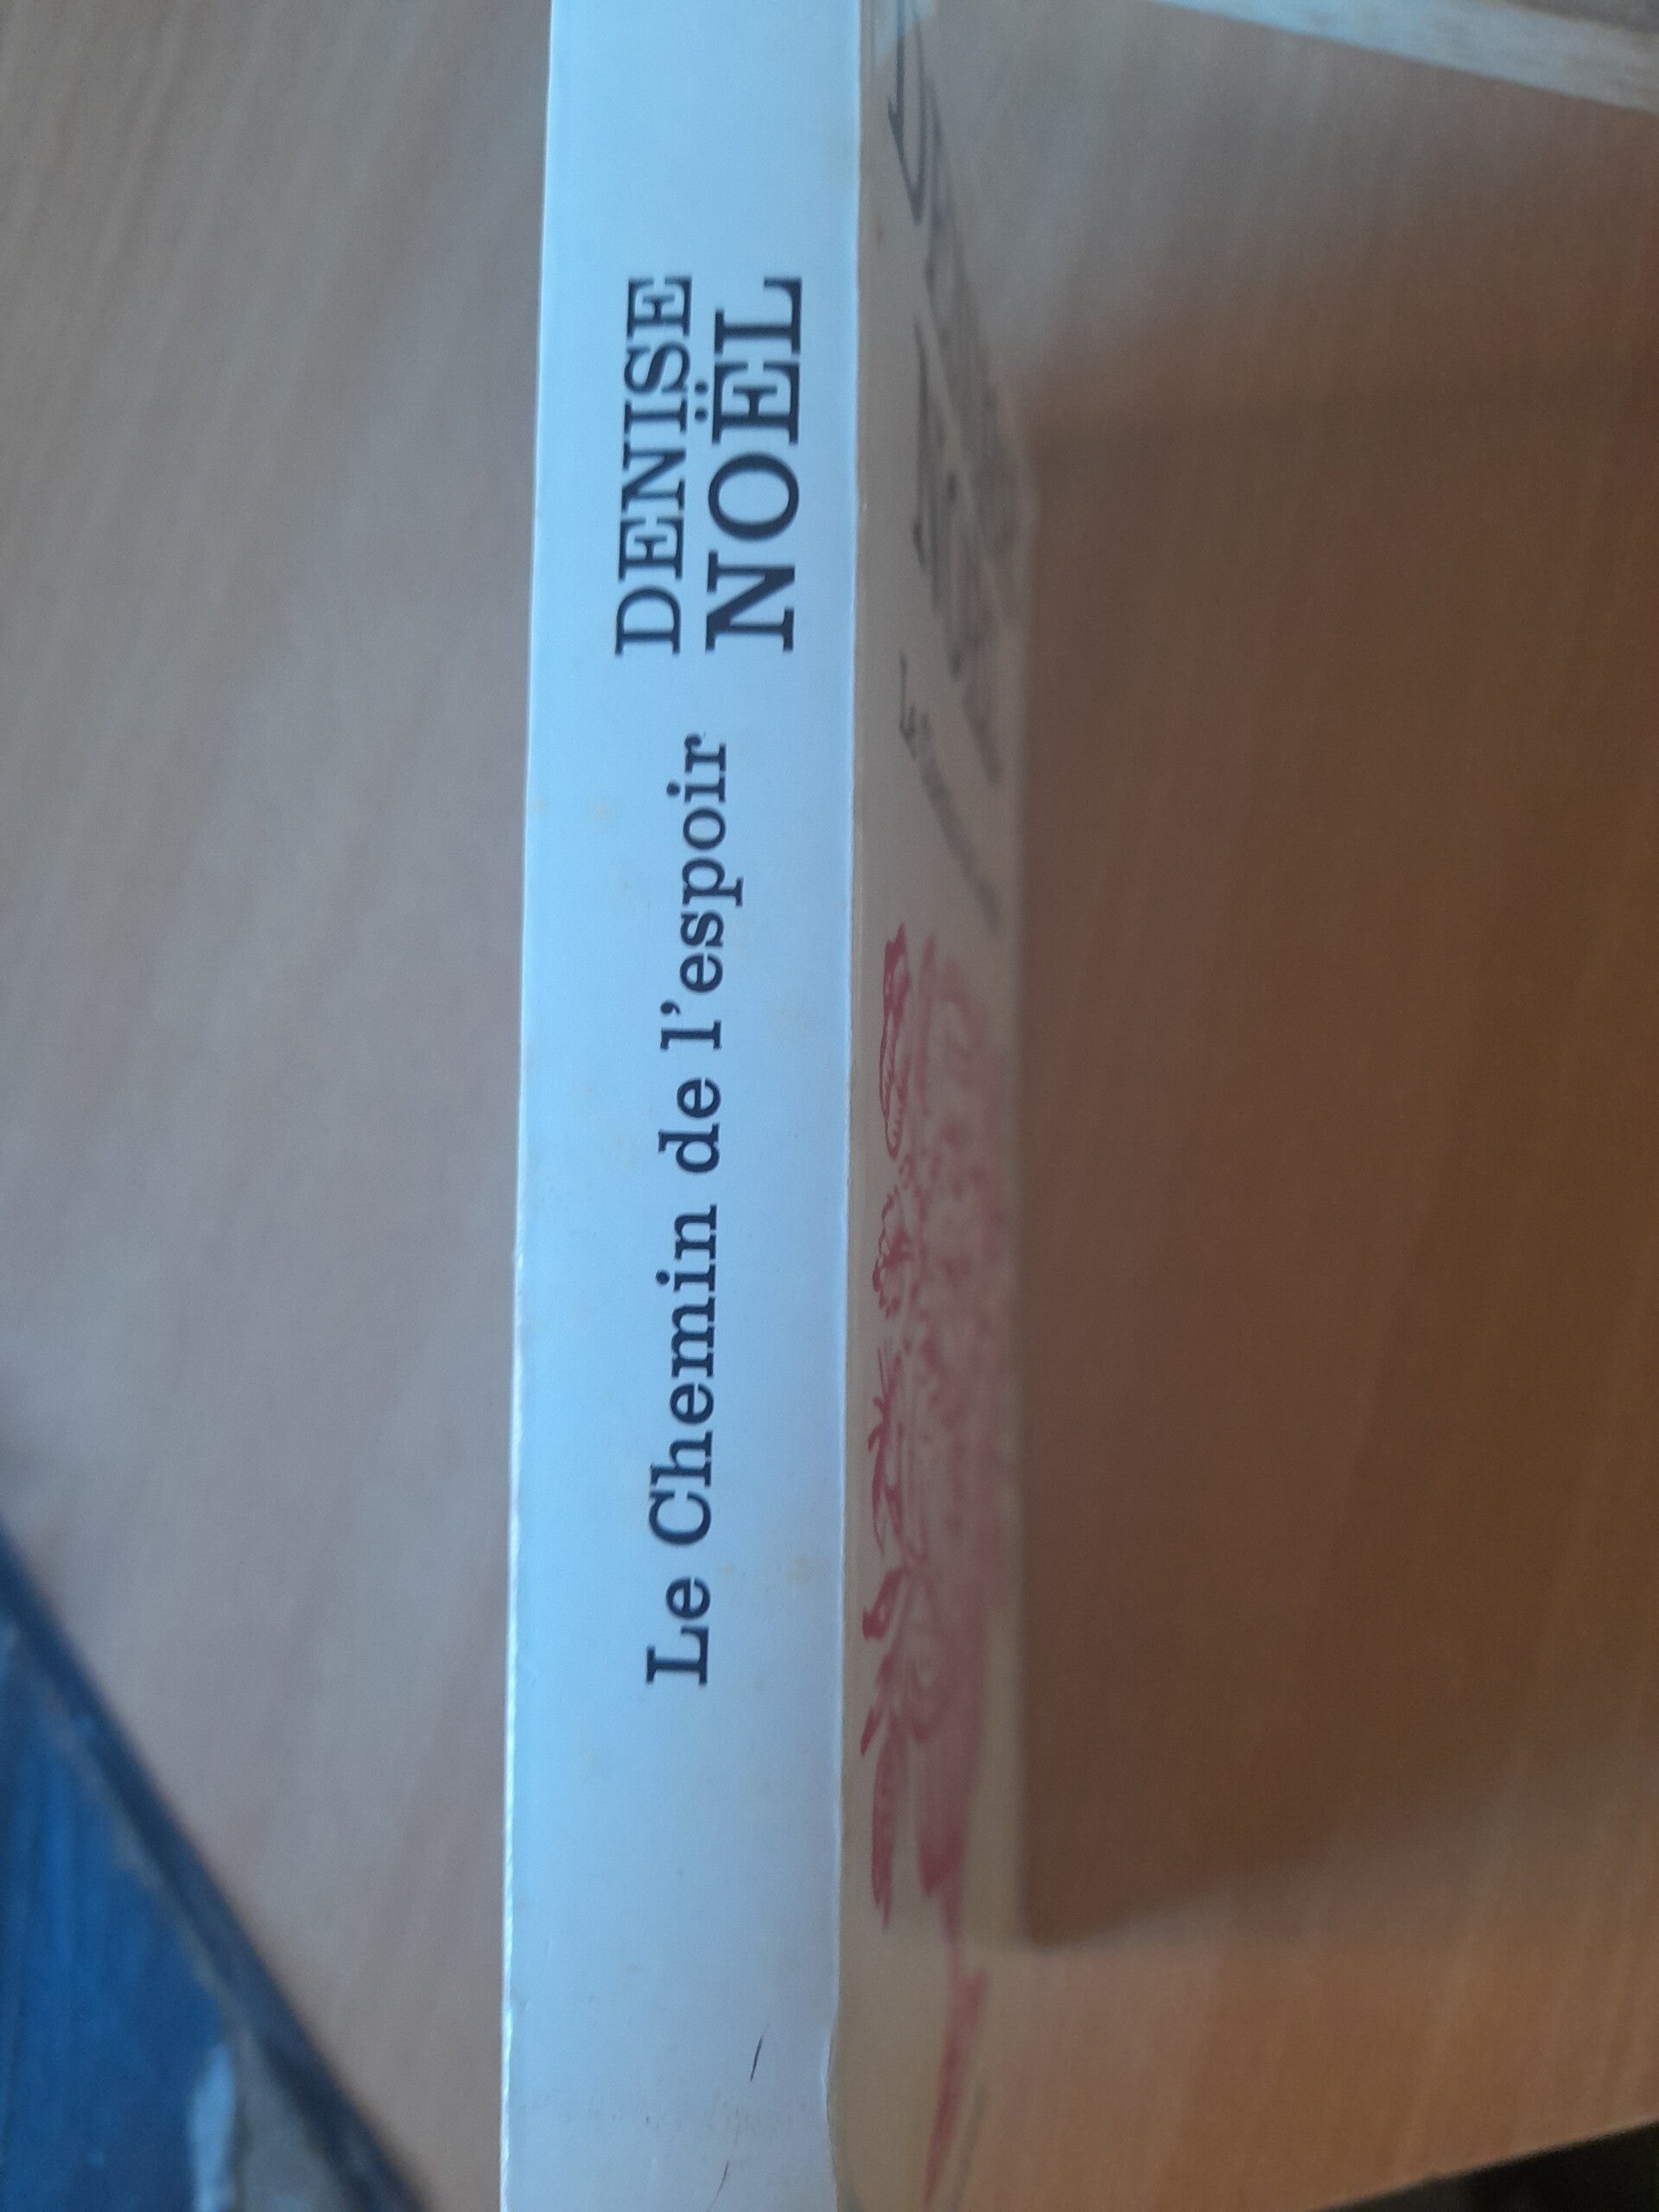 DENISE
NOËL
Le Chemin de l'espoir